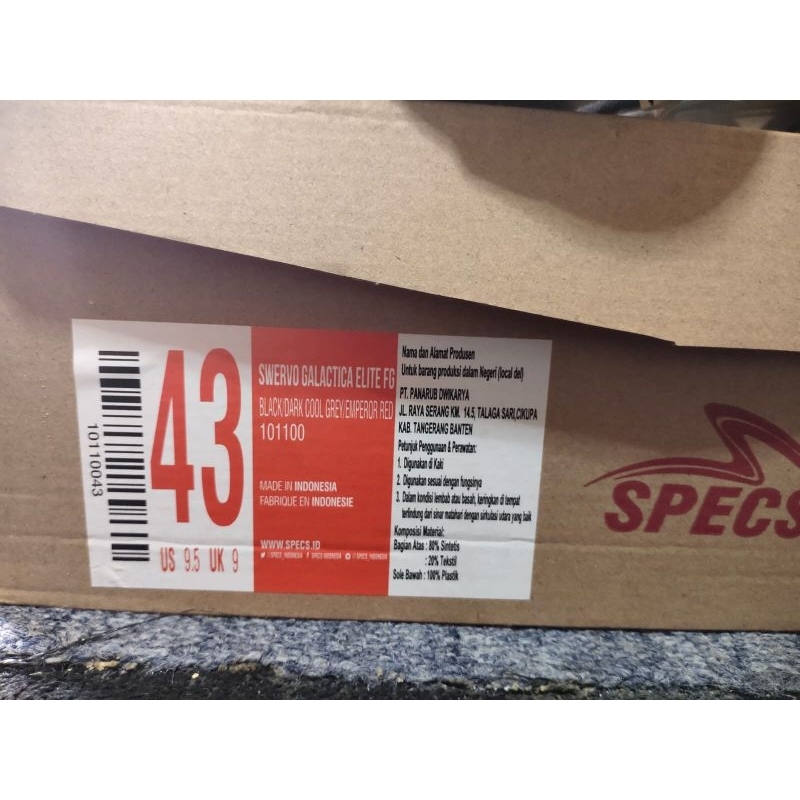 10110043
43
US 9.5 UK 9
SWERVO GALACTICA ELITE FG
BLACK/DARK COOL GREY/EMPEROR RED
101100
MADE IN INDONESIA
FABRIQUE EN INDONESIE
WWW.SPECS.ID
@SPECS_INDONESIA SPECS INDONESIA @SPECS_INDONESIA
Nama dan Alamat Produsen
Untuk barang produksi dalam Negeri (local del)
PT. PANARUB DWIKARYA
JL. RAYA SERANG KM. 14.5, TALAGA SARI,CIKUPA
KAB. TANGERANG BANTEN
Petunjuk Penggunaan & Perawatan:
1. Digunakan di Kaki
2. Digunakan sesuai dengan fungsinya
3. Dalam kondisi lembab atau basah, keringkan di tempat
terlindung dari sinar matahari dengan sirkulasi udara yang baik
Komposisi Material:
Bagian Atas : 80% Sintetis
: 20% Tekstil
Sole Bawah : 100% Plastik
SPECS